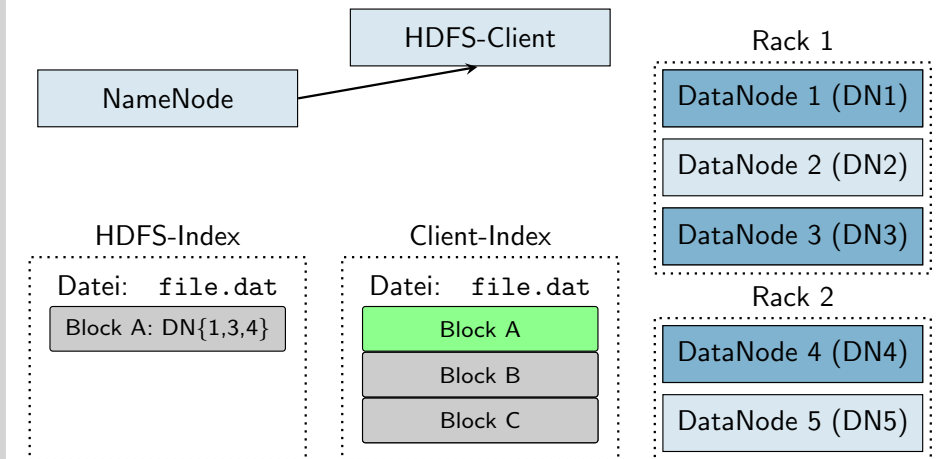 HDFS-Client
NameNode
Rack 1
DataNode 1 (DN1)
DataNode 2 (DN2)
DataNode 3 (DN3)
HDFS-Index
Datei: file.dat
Block A: DN{1,3,4}
Client-Index
Datei: file.dat
Block A
Block B
Block C
Rack 2
DataNode 4 (DN4)
DataNode 5 (DN5)